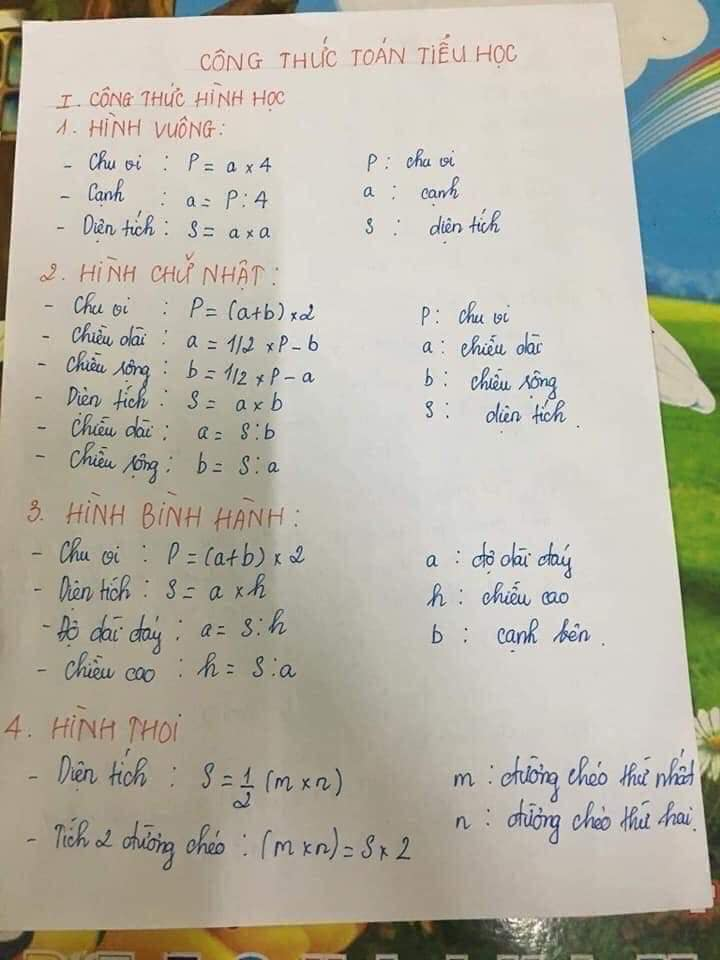 CÔNG THỨC TOÁN TIỂU HỌC
I. CÔNG THỨC HÌNH HỌC
1. HÌNH VUÔNG:
- Chu vi : P = a x 4 P : chu vi
- Cạnh : a = P : 4 a : cạnh
- Diện tích : S = a x a S : diện tích
2. HÌNH CHỮ NHẬT:
- Chu vi : P = (a+b) x 2 P : chu vi
- Chiều dài : a = 1/2 x P - b a : chiều dài
- Chiều rộng : b = 1/2 x P - a b : chiều rộng
- Diện tích : S = a x b S : diện tích.
- Chiều dài : a = S : b
- Chiều rộng : b = S : a
3. HÌNH BÌNH HÀNH:
- Chu vi : P = (a+b) x 2 a : độ dài đáy
- Diện tích : S = a x h h : chiều cao
- Độ dài đáy : a = S : h b : cạnh bên.
- Chiều cao : h = S : a
4. HÌNH THOI
- Diện tích : S = 1/2 (m x n) m : đường chéo thứ nhất
n : đường chéo thứ hai.
- Tích 2 đường chéo : (m x n) = S x 2